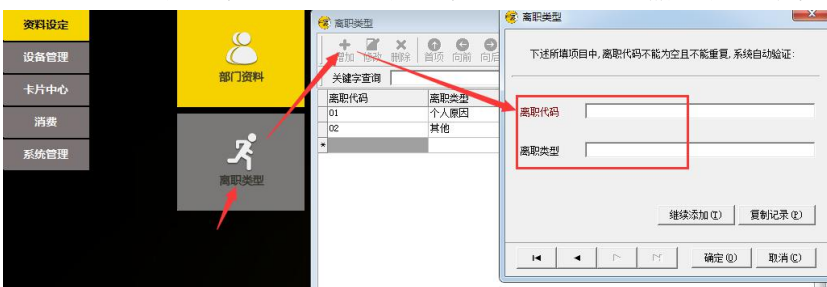 资料设定
设备管理
卡片中心
消费
系统管理
部门资料
离职类型
离职类型
增加 修改 删除 首项 向前 向后
关键字查询
离职代码 离职类型
01 个人原因
02 其他
*
离职类型
下述所填项目中,离职代码不能为空且不能重复,系统自动验证:
离职代码
离职类型
继续添加(T) 复制记录(P)
确定(O) 取消(C)